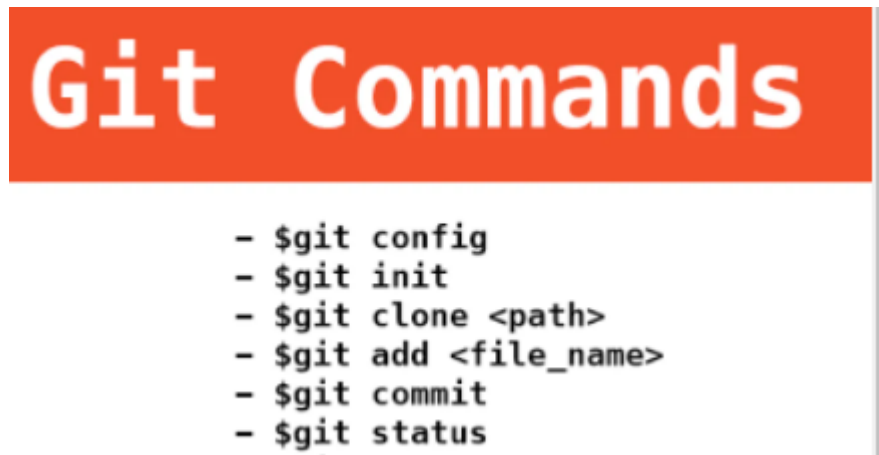 Git Commands
- $git config
- $git init
- $git clone <path>
- $git add <file_name>
- $git commit
- $git status